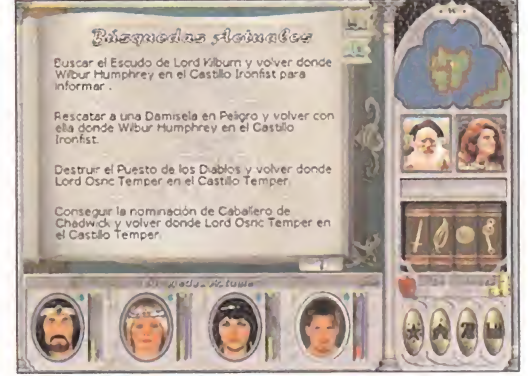 Búsquedas Actuales
Buscar el Escudo de Lord Kilburn y volver donde
Wilbur Humphrey en el Castillo Ironfist para
informar .
Rescatar a una Damisela en Peligro y volver con
ella donde Wilbur Humphrey en el Castillo
Ironfist.
Destruir el Puesto de los Diablos y volver donde
Lord Osric Temper en el Castillo Temper.
Conseguir la nominación de Caballero de
Chadwick y volver donde Lord Osric Temper en
el Castillo Temper.